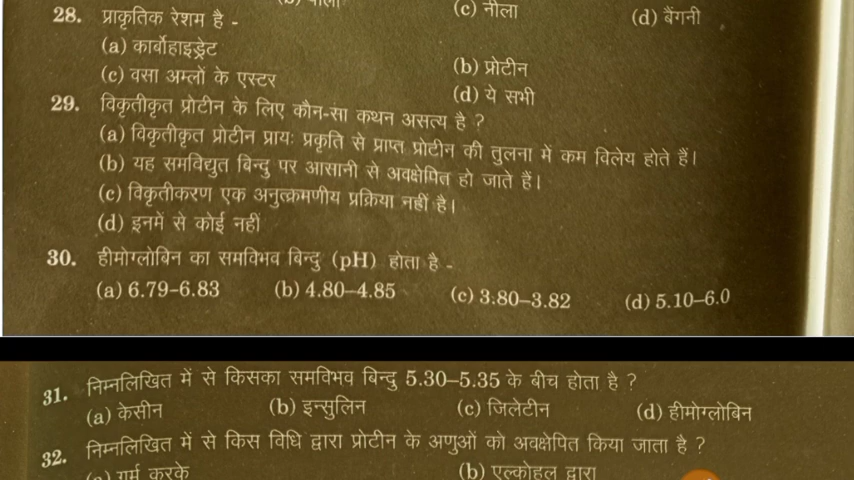 (c) नीला (d) बैंगनी
28. प्राकृतिक रेशम है -
(a) कार्बोहाइड्रेट (b) प्रोटीन
(c) वसा अम्लों के एस्टर (d) ये सभी
29. विकृतीकृत प्रोटीन के लिए कौन-सा कथन असत्य है ?
(a) विकृतीकृत प्रोटीन प्रायः प्रकृति से प्राप्त प्रोटीन की तुलना में कम विलेय होते हैं।
(b) यह समविद्युत बिन्दु पर आसानी से अवक्षेपित हो जाते हैं।
(c) विकृतीकरण एक अनुत्क्रमणीय प्रक्रिया नहीं है।
(d) इनमें से कोई नहीं
30. हीमोग्लोबिन का समविभव बिन्दु (pH) होता है -
(a) 6.79–6.83 (b) 4.80–4.85 (c) 3.80–3.82 (d) 5.10–6.0
31. निम्नलिखित में से किसका समविभव बिन्दु 5.30–5.35 के बीच होता है ?
(a) केसीन (b) इन्सुलिन (c) जिलेटीन (d) हीमोग्लोबिन
32. निम्नलिखित में से किस विधि द्वारा प्रोटीन के अणुओं को अवक्षेपित किया जाता है ?
(a) गर्म करके (b) एल्कोहल द्वारा